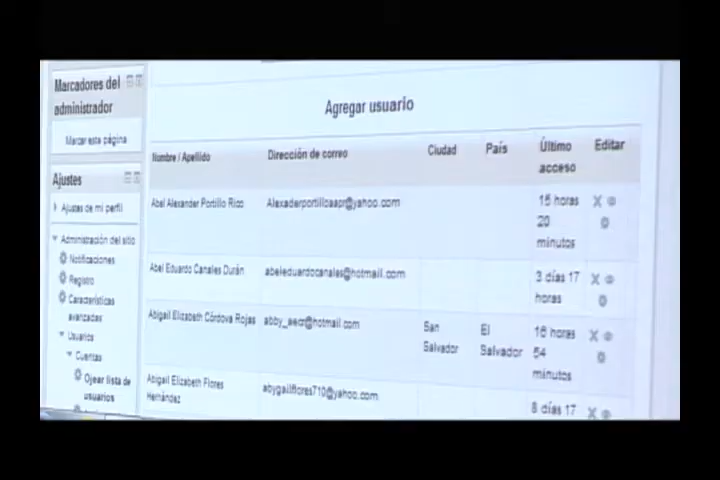 Marcadores del
administrador
Marcar esta página
Ajustes
Ajustes de mi perfil
Administración del sitio
Notificaciones
Registro
Características
avanzadas
Usuarios
Cuentas
Ojear lista de
usuarios
Agregar usuario
Nombre / Apellido Dirección de correo Ciudad País Último acceso Editar
Abel Alexander Portillo Rico Alexaderportilloaapr@yahoo.com 15 horas 20 minutos
Abel Eduardo Canales Durán abeleduardocanales@hotmail.com 3 días 17 horas
Abigail Elizabeth Córdova Rojas abby_aecr@hotmail.com San Salvador El Salvador 16 horas 54 minutos
Abigail Elizabeth Flores Hernández abygailflores710@yahoo.com 8 días 17